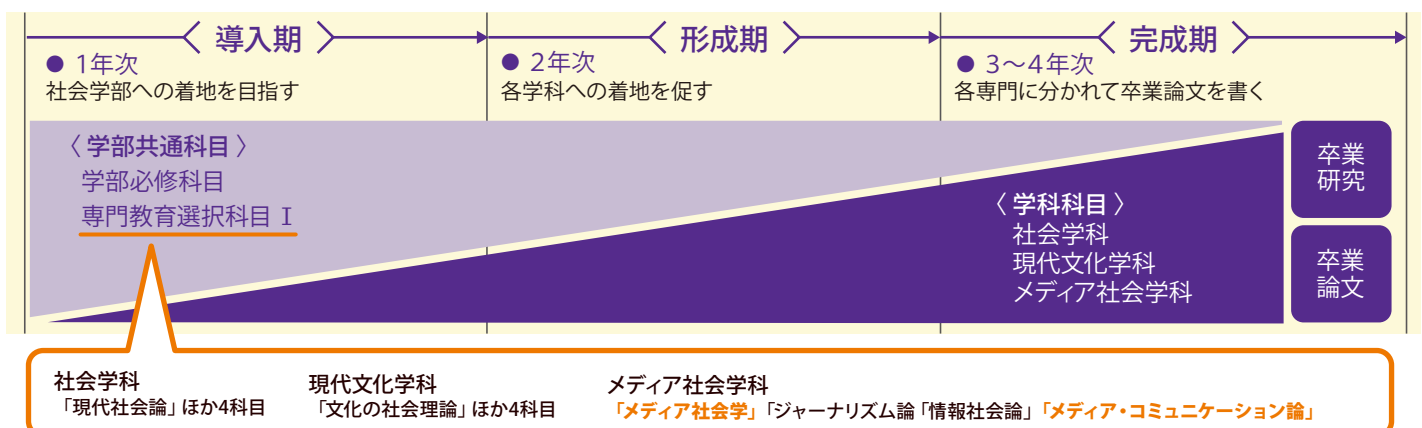 〈 導入期 〉
● 1年次
社会学部への着地を目指す
〈 形成期 〉
● 2年次
各学科への着地を促す
〈 完成期 〉
● 3〜4年次
各専門に分かれて卒業論文を書く
〈 学部共通科目 〉
学部必修科目
専門教育選択科目 Ⅰ
〈 学科科目 〉
社会学科
現代文化学科
メディア社会学科
卒業
研究
卒業
論文
社会学科
「現代社会論」ほか4科目
現代文化学科
「文化の社会理論」ほか4科目
メディア社会学科
「メディア社会学」「ジャーナリズム論「情報社会論」「メディア・コミュニケーション論」